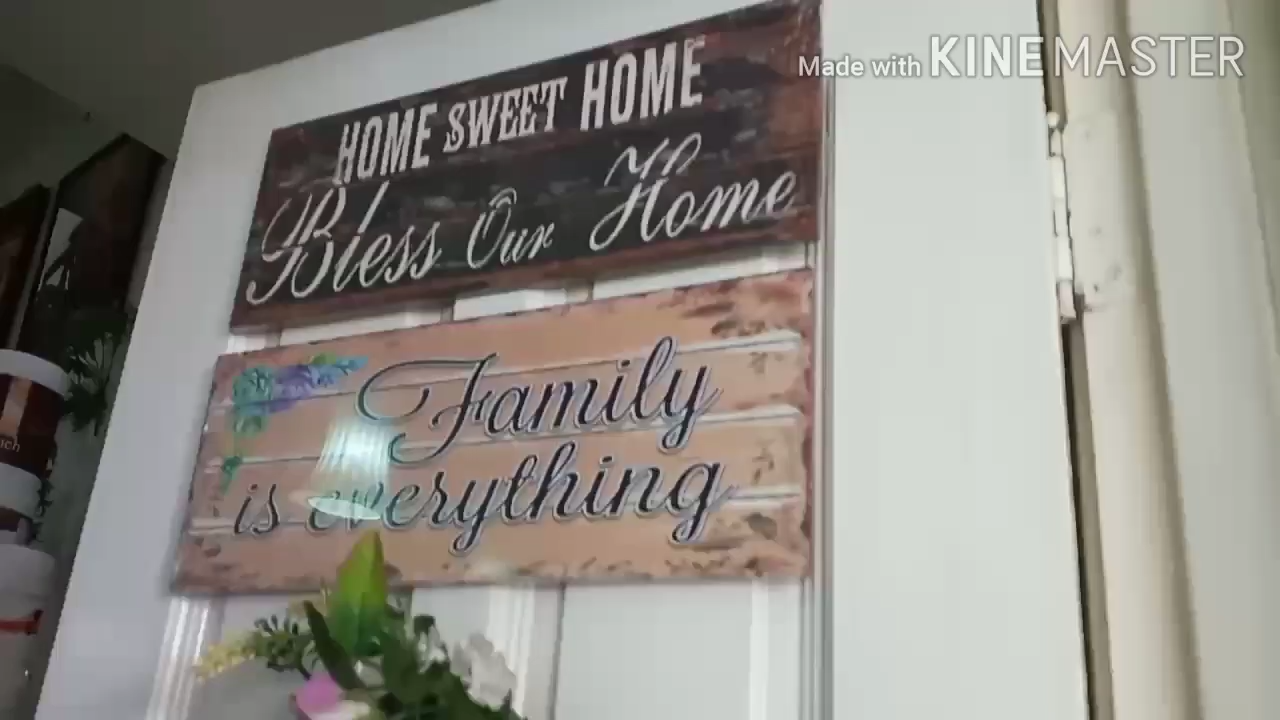 Made with KINEMASTER
HOME SWEET HOME
Bless Our Home
Family
is everything